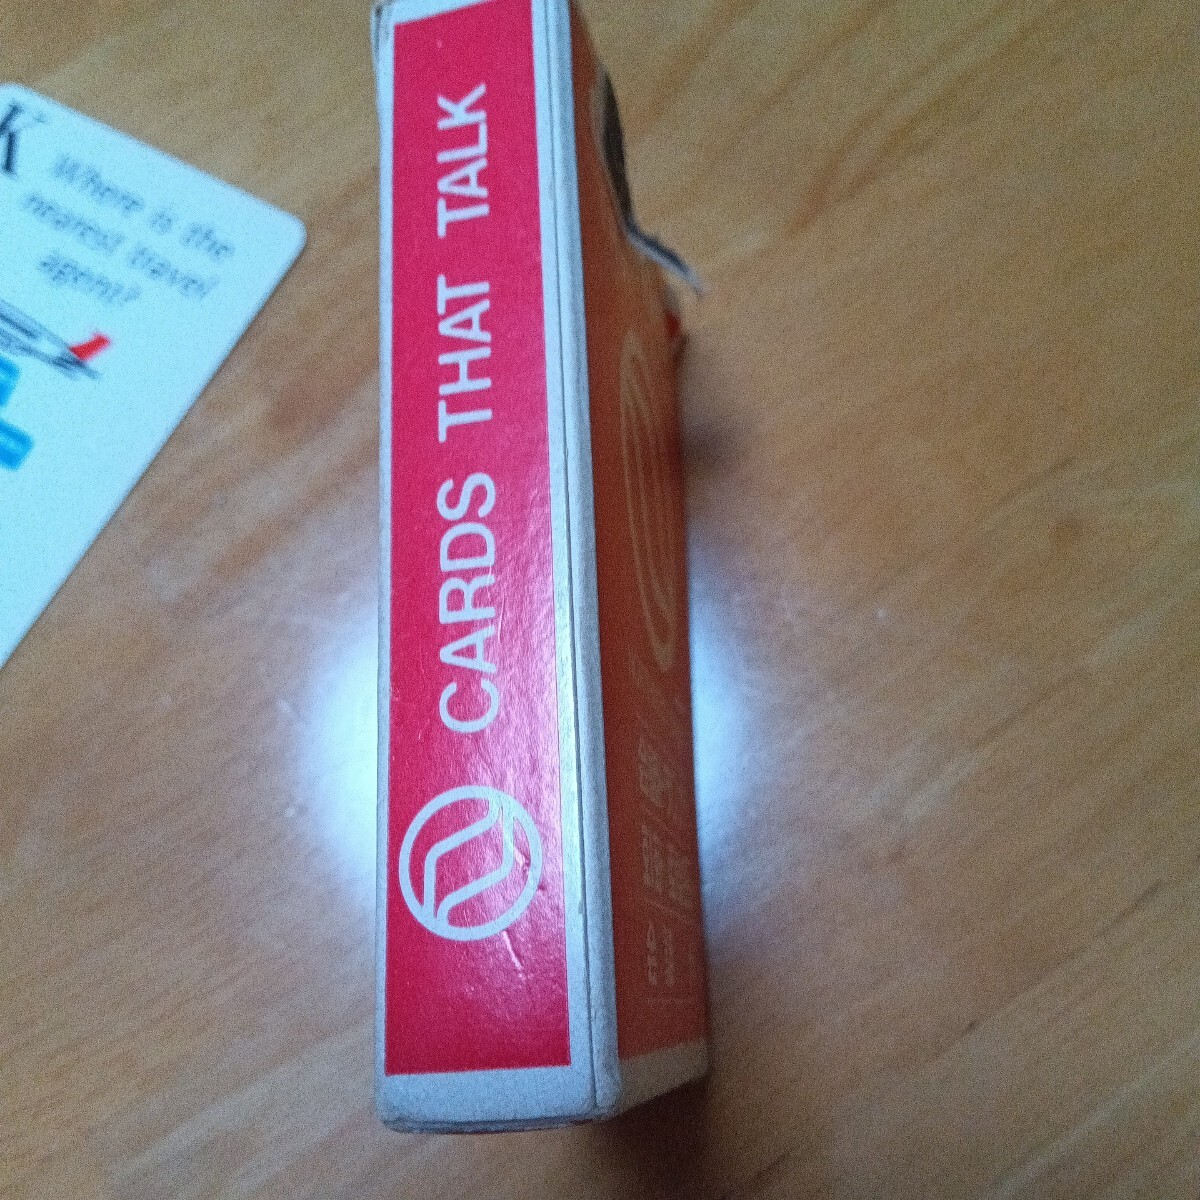 K
Where is the
nearest travel
agent?
CARDS THAT TALK